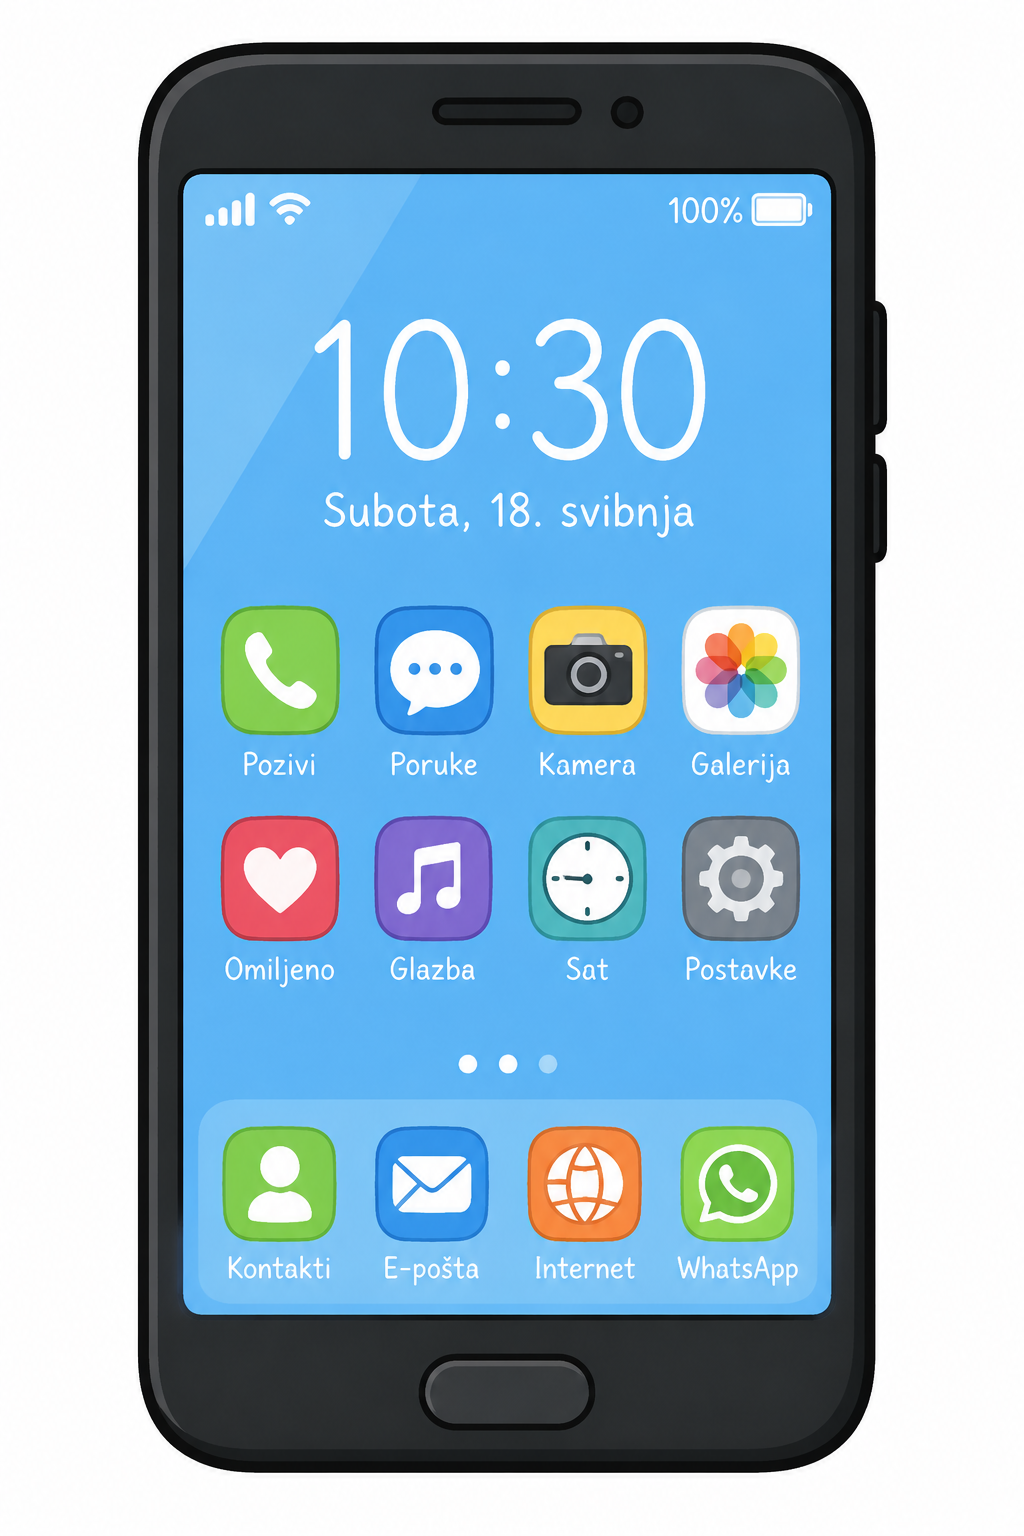 100%
10:30
Subota, 18. svibnja
Pozivi Poruke Kamera Galerija
Omiljeno Glazba Sat Postavke
Kontakti E-pošta Internet WhatsApp